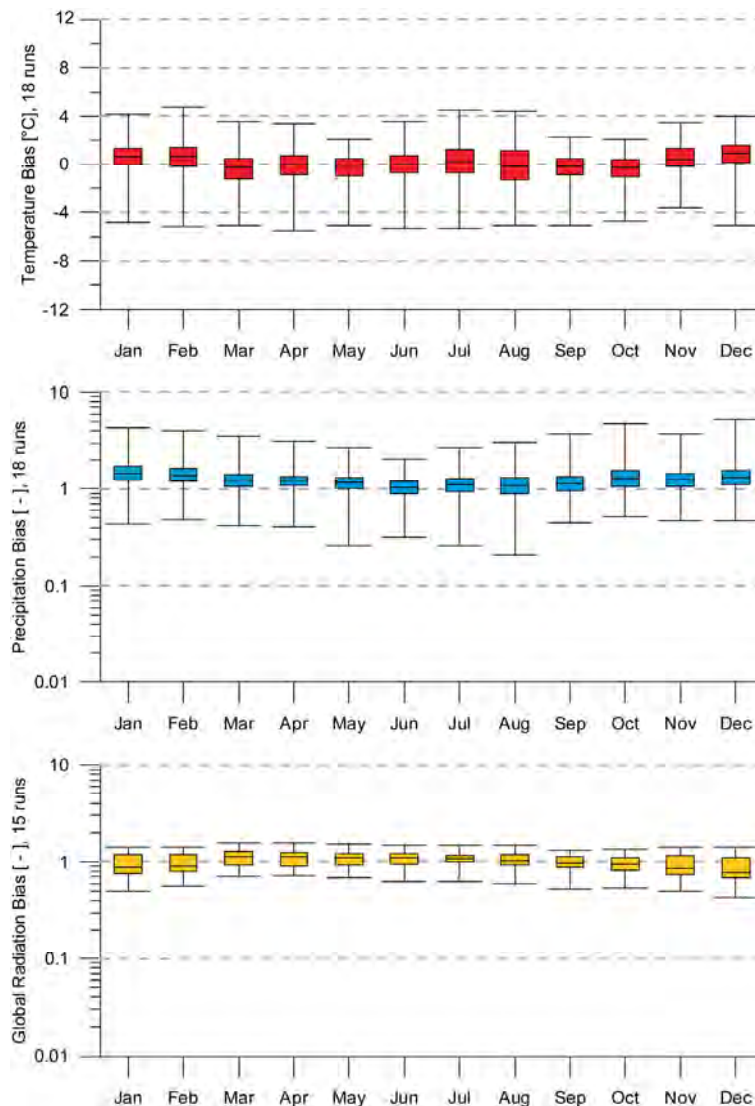 Temperature Bias [°C], 18 runs
12
8
4
0
-4
-8
-12
Jan Feb Mar Apr May Jun Jul Aug Sep Oct Nov Dec
Precipitation Bias [ - ], 18 runs
10
1
0.1
0.01
Jan Feb Mar Apr May Jun Jul Aug Sep Oct Nov Dec
Global Radiation Bias [ - ], 15 runs
10
1
0.1
0.01
Jan Feb Mar Apr May Jun Jul Aug Sep Oct Nov Dec